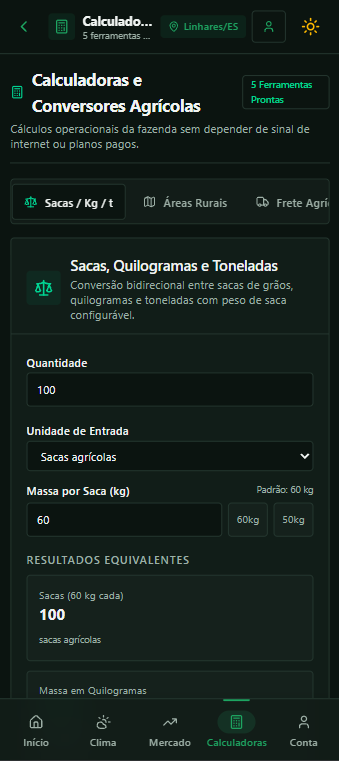 Calculado...
5 ferramentas ...
Linhares/ES
Calculadoras e
Conversores Agrícolas
5 Ferramentas
Prontas
Cálculos operacionais da fazenda sem depender de sinal de
internet ou planos pagos.
Sacas / Kg / t
Áreas Rurais
Frete Agrí
Sacas, Quilogramas e Toneladas
Conversão bidirecional entre sacas de grãos,
quilogramas e toneladas com peso de saca
configurável.
Quantidade
100
Unidade de Entrada
Sacas agrícolas
Massa por Saca (kg)
Padrão: 60 kg
60
60kg
50kg
RESULTADOS EQUIVALENTES
Sacas (60 kg cada)
100
sacas agrícolas
Massa em Quilogramas
Início
Clima
Mercado
Calculadoras
Conta